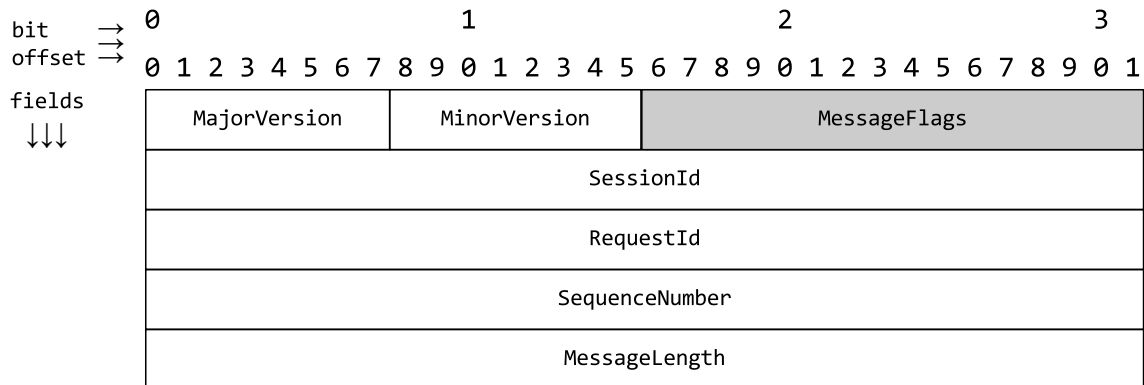 bit → 0 1 2 3
→
offset → 0 1 2 3 4 5 6 7 8 9 0 1 2 3 4 5 6 7 8 9 0 1 2 3 4 5 6 7 8 9 0 1
fields
↓↓↓
MajorVersion MinorVersion MessageFlags
SessionId
RequestId
SequenceNumber
MessageLength